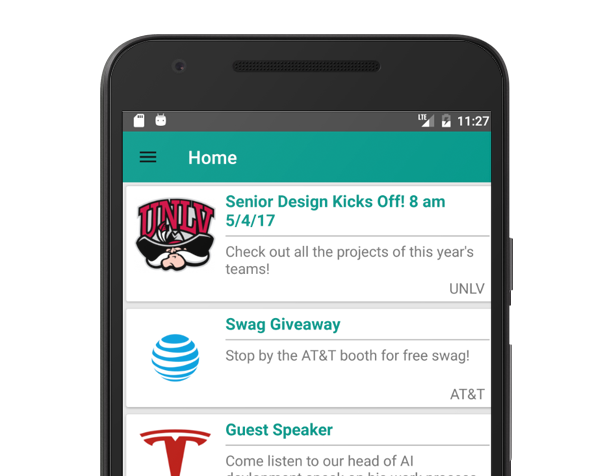 LTE 11:27
Home
UNLV
Senior Design Kicks Off! 8 am
5/4/17
Check out all the projects of this year's
teams!
UNLV
Swag Giveaway
Stop by the AT&T booth for free swag!
AT&T
Guest Speaker
Come listen to our head of AI